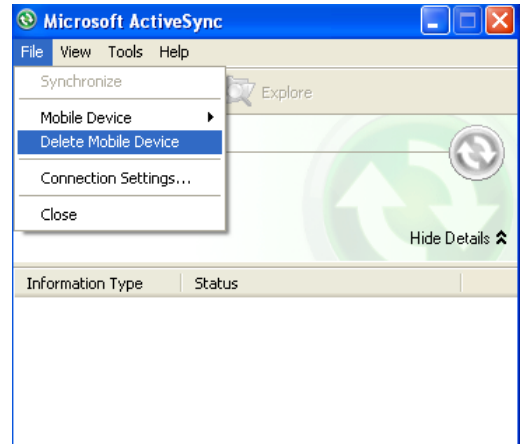 Microsoft ActiveSync
File View Tools Help
Synchronize
Explore
Mobile Device
Delete Mobile Device
Connection Settings...
Close
Hide Details
Information Type Status